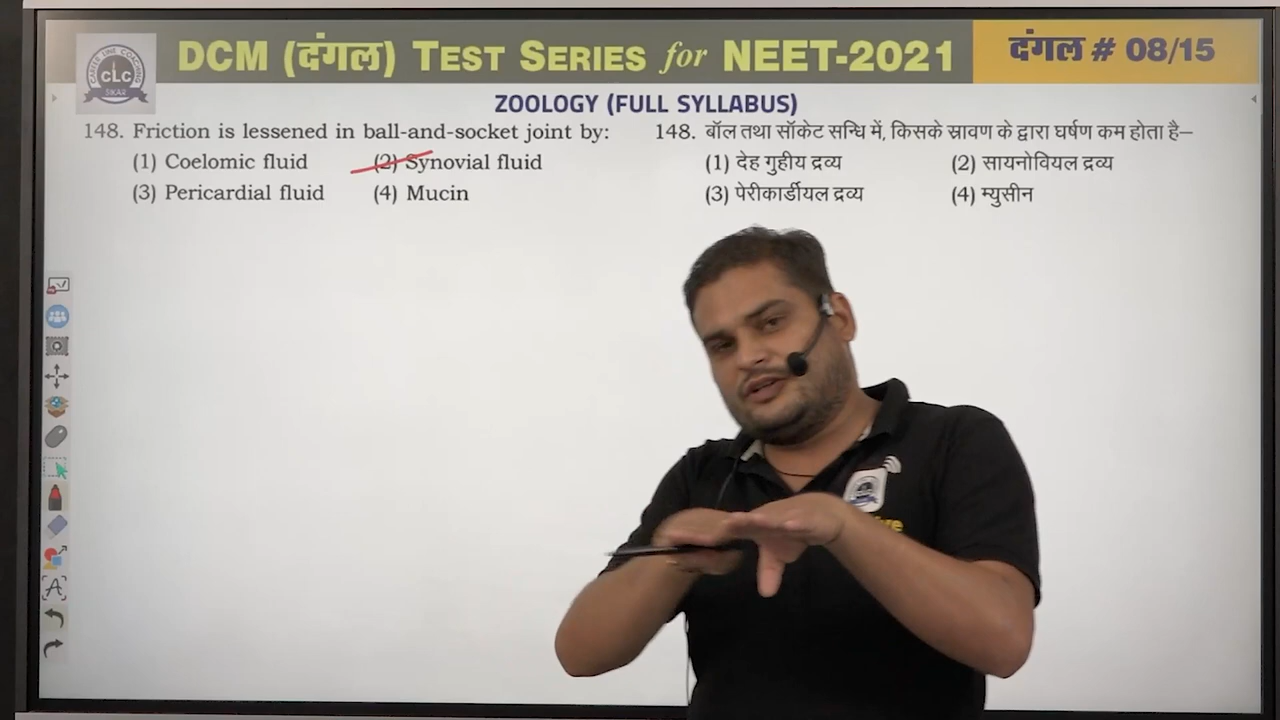 DCM (दंगल) TEST SERIES for NEET-2021
दंगल # 08/15
CLC
SIKAR
ZOOLOGY (FULL SYLLABUS)
148. Friction is lessened in ball-and-socket joint by:
(1) Coelomic fluid (2) Synovial fluid
(3) Pericardial fluid (4) Mucin
148. बॉल तथा सॉकेट सन्धि में, किसके स्रावण के द्वारा घर्षण कम होता है–
(1) देह गुहीय द्रव्य (2) सायनोवियल द्रव्य
(3) पेरीकार्डीयल द्रव्य (4) म्युसीन